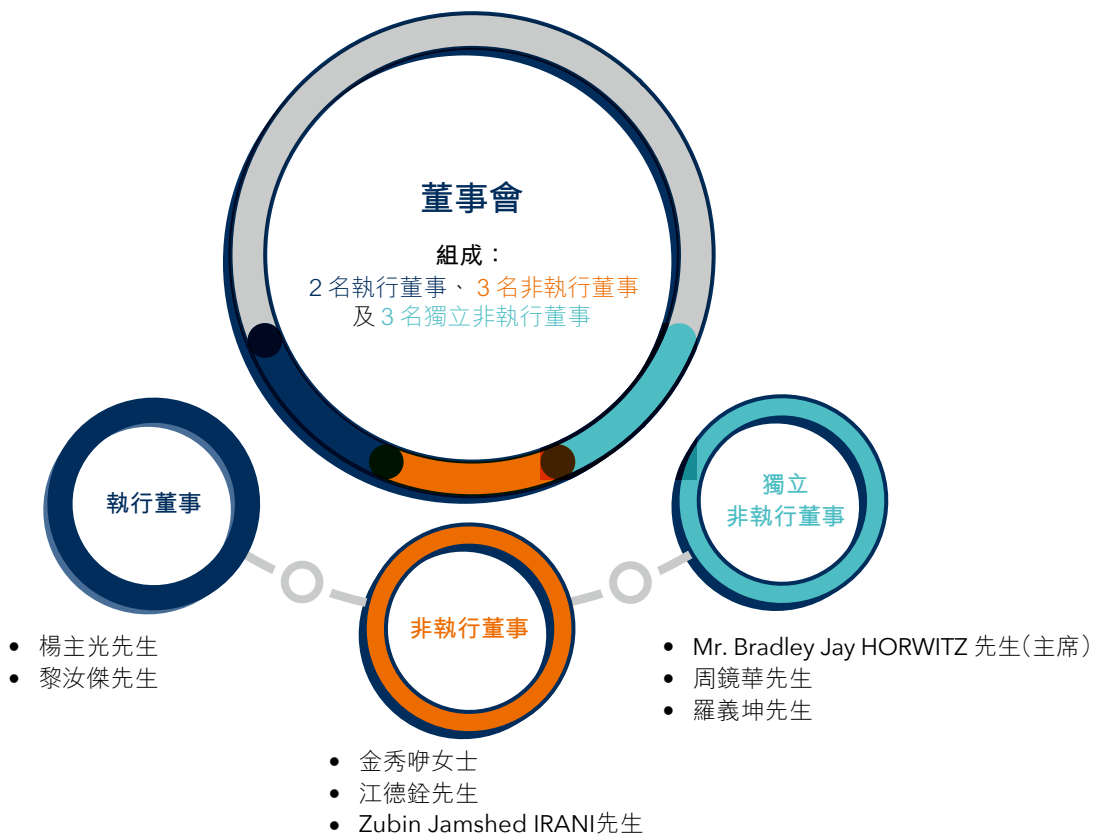 董事會
組成：
2 名執行董事、 3 名非執行董事
及 3 名獨立非執行董事
執行董事
• 楊主光先生
• 黎汝傑先生
非執行董事
• 金秀咿女士
• 江德銓先生
• Zubin Jamshed IRANI先生
獨立
非執行董事
• Mr. Bradley Jay HORWITZ 先生（主席）
• 周鏡華先生
• 羅義坤先生